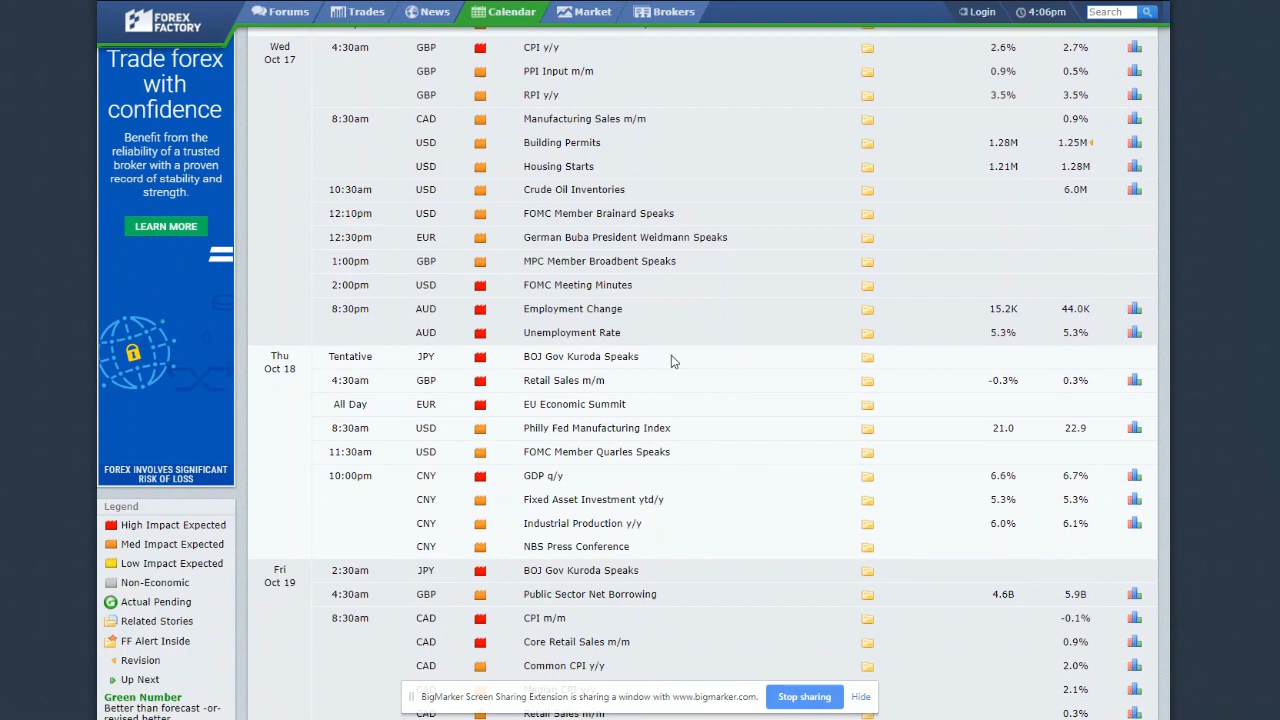 FOREX FACTORY
Forums Trades News Calendar Market Brokers Login 4:06pm Search
Trade forex
with
confidence
Benefit from the
reliability of a trusted
broker with a proven
record of stability and
strength.
LEARN MORE
FOREX INVOLVES SIGNIFICANT
RISK OF LOSS
Legend
High Impact Expected
Med Impact Expected
Low Impact Expected
Non-Economic
Actual Pending
Related Stories
FF Alert Inside
Revision
Up Next
Green Number
Better than forecast -or-
revised better
Wed Oct 17 4:30am GBP CPI y/y 2.6% 2.7%
GBP PPI Input m/m 0.9% 0.5%
GBP RPI y/y 3.5% 3.5%
8:30am CAD Manufacturing Sales m/m 0.9%
USD Building Permits 1.28M 1.25M
USD Housing Starts 1.21M 1.28M
10:30am USD Crude Oil Inventories 6.0M
12:10pm USD FOMC Member Brainard Speaks
12:30pm EUR German Buba President Weidmann Speaks
1:00pm GBP MPC Member Broadbent Speaks
2:00pm USD FOMC Meeting Minutes
8:30pm AUD Employment Change 15.2K 44.0K
AUD Unemployment Rate 5.3% 5.3%
Thu Oct 18 Tentative JPY BOJ Gov Kuroda Speaks
4:30am GBP Retail Sales m/m -0.3% 0.3%
All Day EUR EU Economic Summit
8:30am USD Philly Fed Manufacturing Index 21.0 22.9
11:30am USD FOMC Member Quarles Speaks
10:00pm CNY GDP q/y 6.6% 6.7%
CNY Fixed Asset Investment ytd/y 5.3% 5.3%
CNY Industrial Production y/y 6.0% 6.1%
CNY NBS Press Conference
Fri Oct 19 2:30am JPY BOJ Gov Kuroda Speaks
4:30am GBP Public Sector Net Borrowing 4.6B 5.9B
8:30am CAD CPI m/m -0.1%
CAD Core Retail Sales m/m 0.9%
CAD Common CPI y/y 2.0%
2.1%
CAD Retail Sales m/m 0.3%
BigMarker Screen Sharing Extension is sharing a window with www.bigmarker.com. Stop sharing Hide